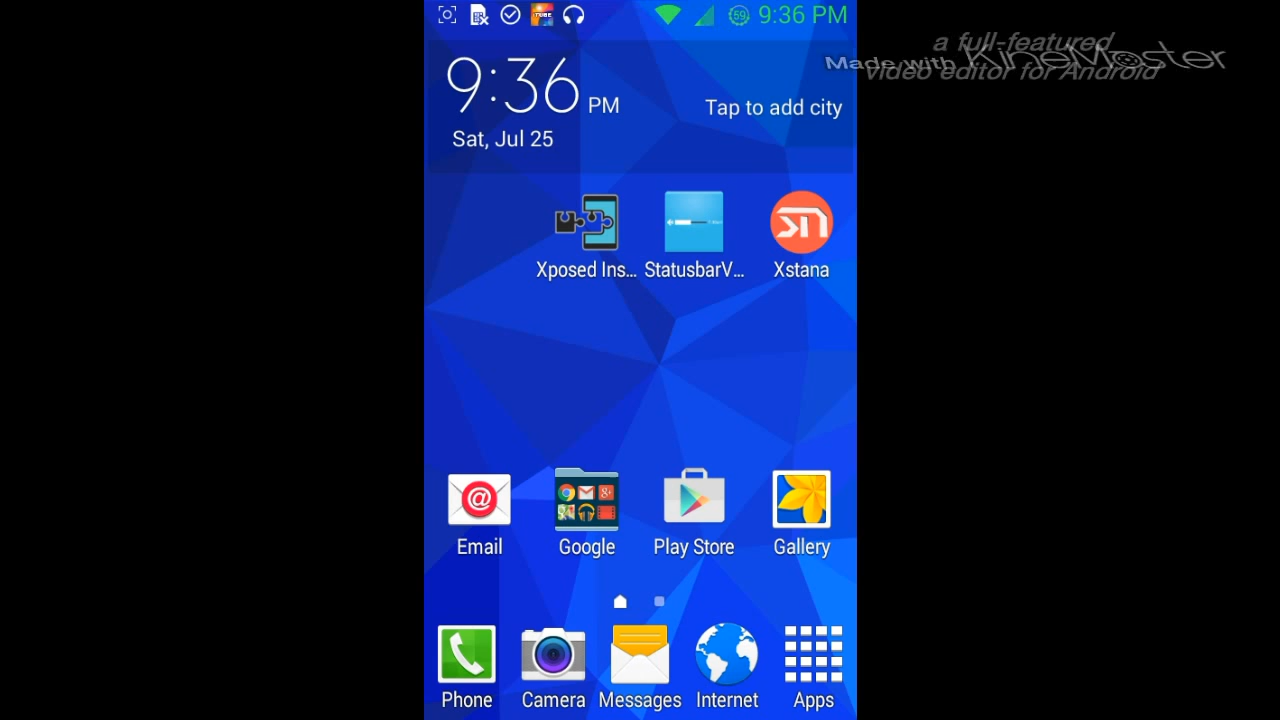 59 9:36 PM
a full-featured
Made with KineMaster
video editor for Android
9:36 PM
Tap to add city
Sat, Jul 25
Xposed Ins... StatusbarV... Xstana
Email Google Play Store Gallery
Phone Camera Messages Internet Apps